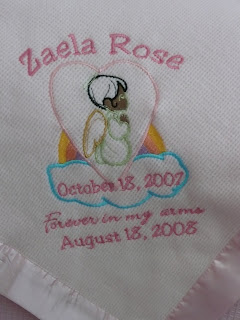 Zaela Rose
October 18, 2007
Forever in my arms
August 18, 2008